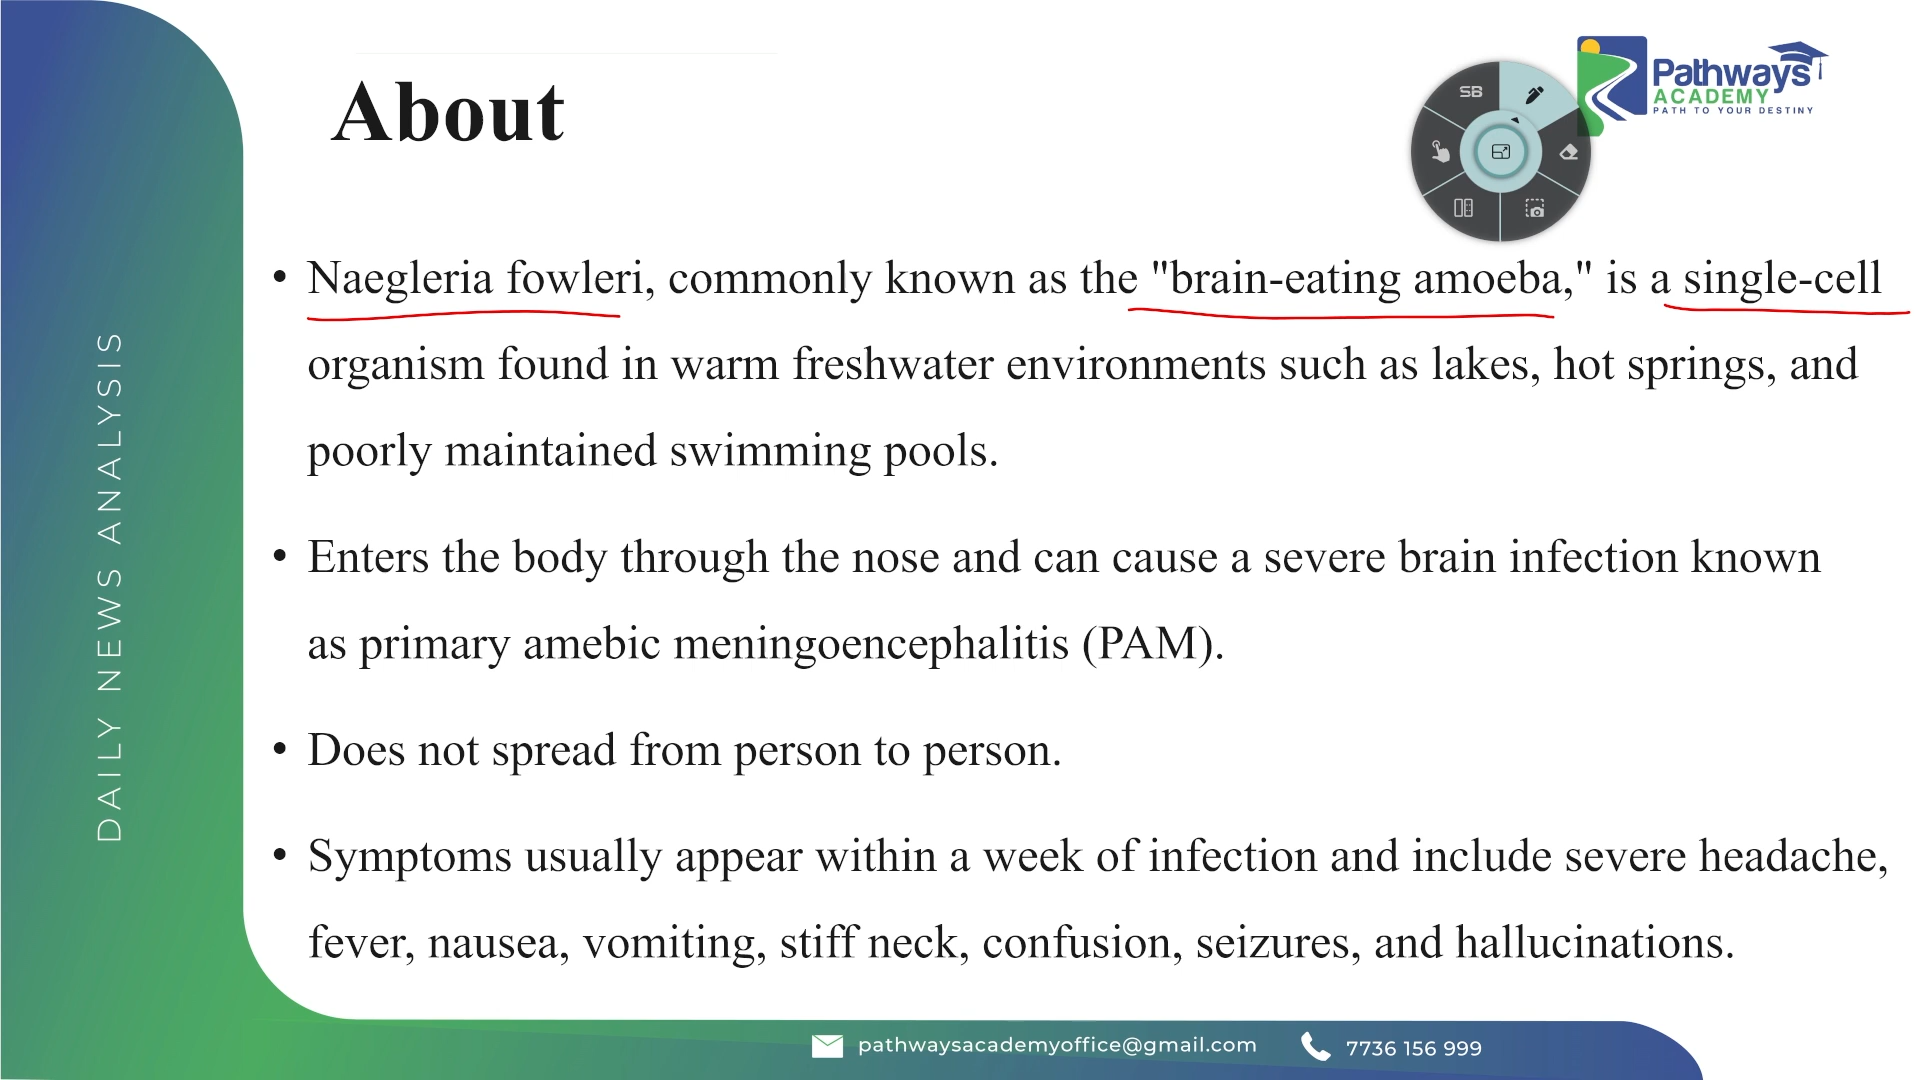 About
SB
Pathways
ACADEMY
PATH TO YOUR DESTINY
• Naegleria fowleri, commonly known as the "brain-eating amoeba," is a single-cell
organism found in warm freshwater environments such as lakes, hot springs, and
poorly maintained swimming pools.
• Enters the body through the nose and can cause a severe brain infection known
as primary amebic meningoencephalitis (PAM).
• Does not spread from person to person.
• Symptoms usually appear within a week of infection and include severe headache,
fever, nausea, vomiting, stiff neck, confusion, seizures, and hallucinations.
DAILY NEWS ANALYSIS
pathwaysacademyoffice@gmail.com
7736 156 999